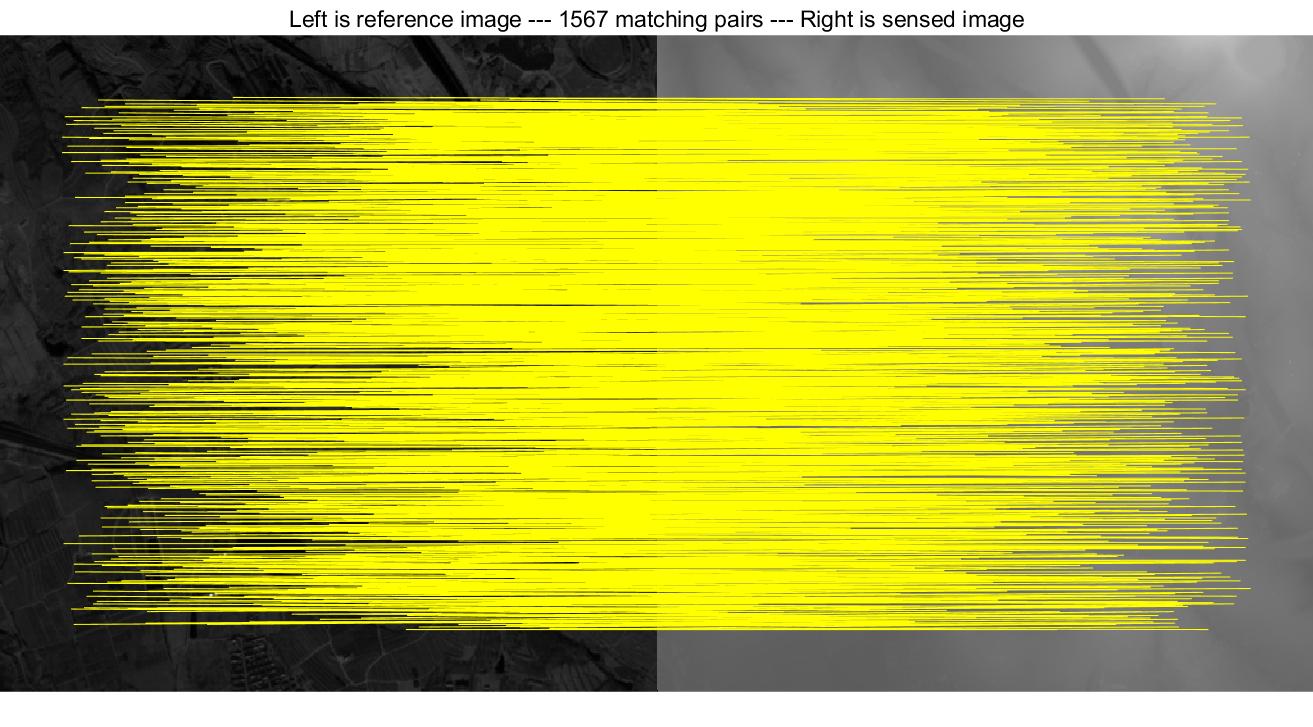 Left is reference image --- 1567 matching pairs --- Right is sensed image